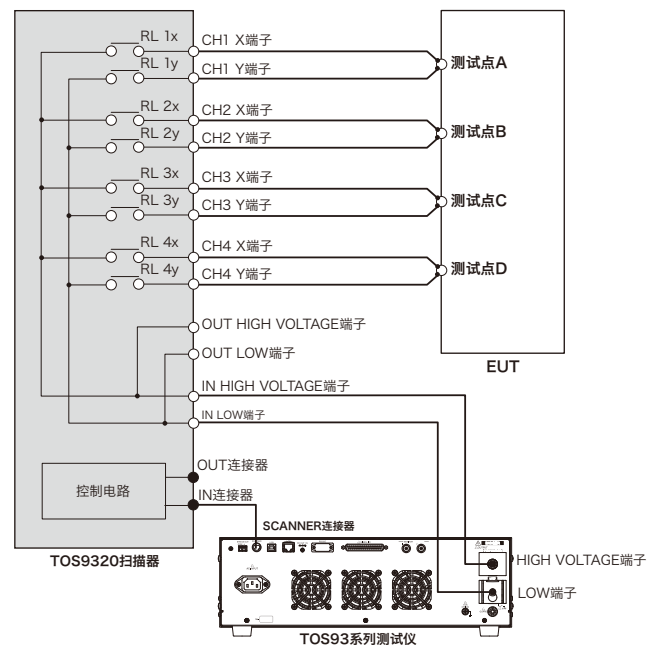 RL 1x
CH1 X端子
RL 1y
CH1 Y端子
测试点A
RL 2x
CH2 X端子
RL 2y
CH2 Y端子
测试点B
RL 3x
CH3 X端子
RL 3y
CH3 Y端子
测试点C
RL 4x
CH4 X端子
RL 4y
CH4 Y端子
测试点D
OUT HIGH VOLTAGE端子
OUT LOW端子
EUT
IN HIGH VOLTAGE端子
IN LOW端子
OUT连接器
控制电路
IN连接器
SCANNER连接器
TOS9320扫描器
HIGH VOLTAGE端子
LOW端子
TOS93系列测试仪